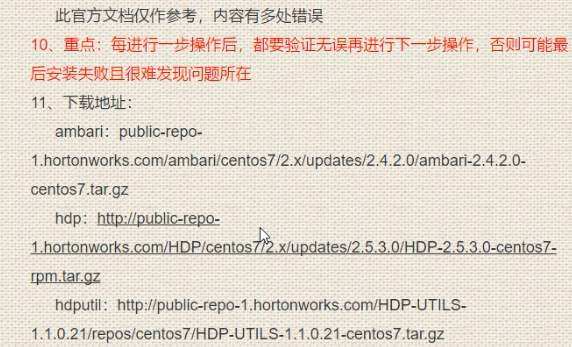 此官方文档仅作参考，内容有多处错误
10、重点：每进行一步操作后，都要验证无误再进行下一步操作，否则可能最
后安装失败且很难发现问题所在
11、下载地址：
ambari：public-repo-
1.hortonworks.com/ambari/centos7/2.x/updates/2.4.2.0/ambari-2.4.2.0-
centos7.tar.gz
hdp：http://public-repo-
1.hortonworks.com/HDP/centos7/2.x/updates/2.5.3.0/HDP-2.5.3.0-centos7-
rpm.tar.gz
hdputil：http://public-repo-1.hortonworks.com/HDP-UTILS-
1.1.0.21/repos/centos7/HDP-UTILS-1.1.0.21-centos7.tar.gz